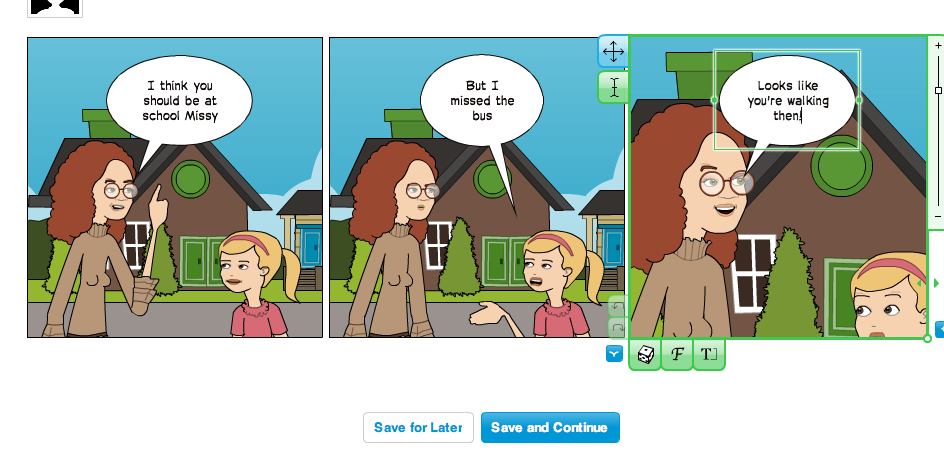 I think you
should be at
school Missy
But I
missed the
bus
Looks like
you're walking
then!
F
T
Save for Later
Save and Continue